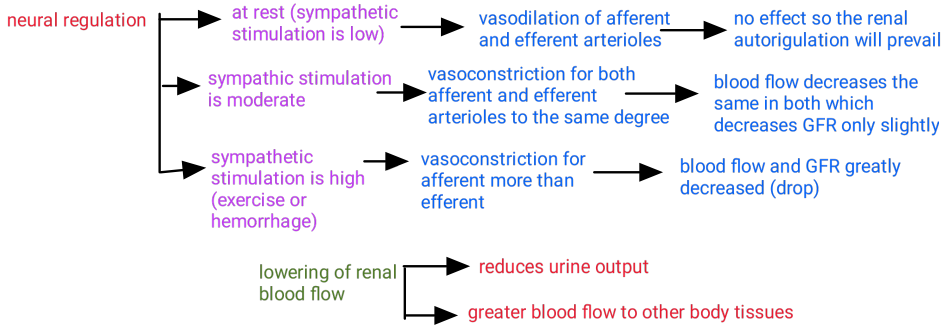 neural regulation
at rest (sympathetic
stimulation is low)
vasodilation of afferent
and efferent arterioles
no effect so the renal
autorigulation will prevail
sympathic stimulation
is moderate
vasoconstriction for both
afferent and efferent
arterioles to the same degree
blood flow decreases the
same in both which
decreases GFR only slightly
sympathetic
stimulation is high
(exercise or
hemorrhage)
vasoconstriction for
afferent more than
efferent
blood flow and GFR greatly
decreased (drop)
lowering of renal
blood flow
reduces urine output
greater blood flow to other body tissues